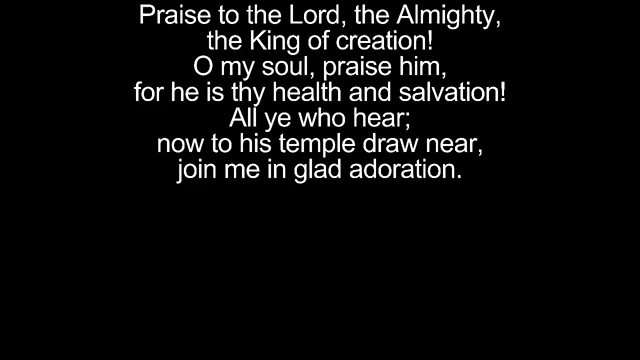 Praise to the Lord, the Almighty,
the King of creation!
O my soul, praise him,
for he is thy health and salvation!
All ye who hear;
now to his temple draw near,
join me in glad adoration.